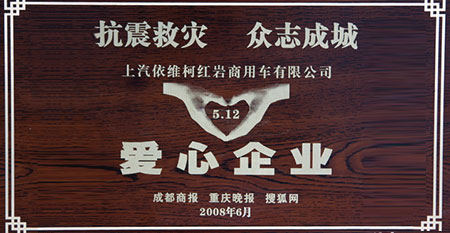 抗震救灾 众志成城
上汽依维柯红岩商用车有限公司
5.12
爱心企业
成都商报 重庆晚报 搜狐网
2008年6月